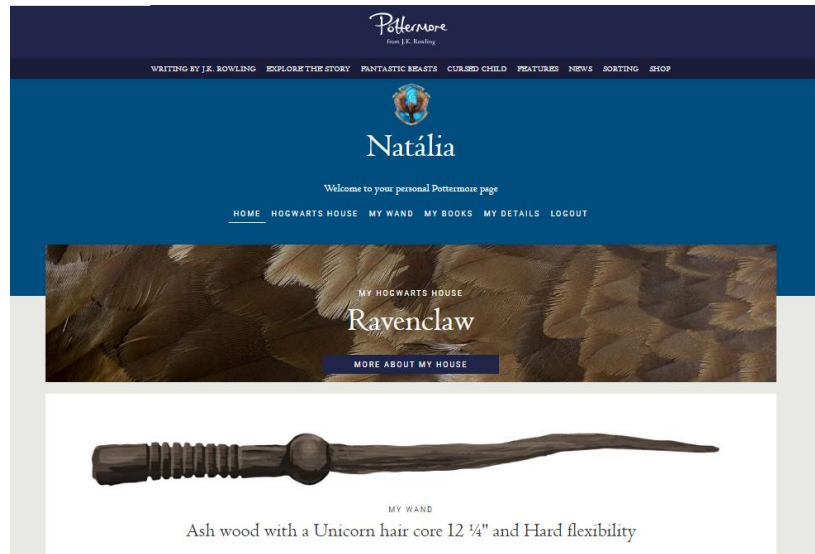 Pottermore
from J.K. Rowling
WRITING BY J.K. ROWLING EXPLORE THE STORY FANTASTIC BEASTS CURSED CHILD FEATURES NEWS SORTING SHOP
Natália
Welcome to your personal Pottermore page
HOME HOGWARTS HOUSE MY WAND MY BOOKS MY DETAILS LOGOUT
MY HOGWARTS HOUSE
Ravenclaw
MORE ABOUT MY HOUSE
MY WAND
Ash wood with a Unicorn hair core 12 ¼" and Hard flexibility